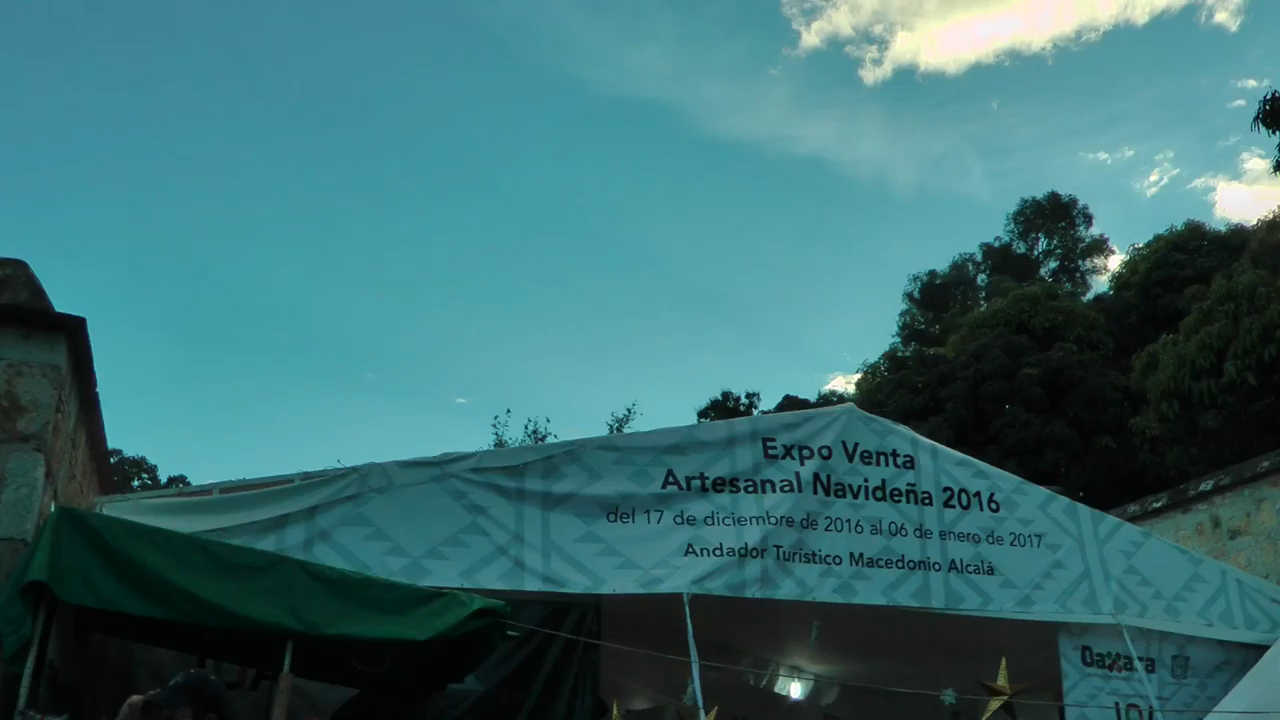 Expo Venta
Artesanal Navideña 2016
del 17 de diciembre de 2016 al 06 de enero de 2017
Andador Turístico Macedonio Alcalá
Oaxaca